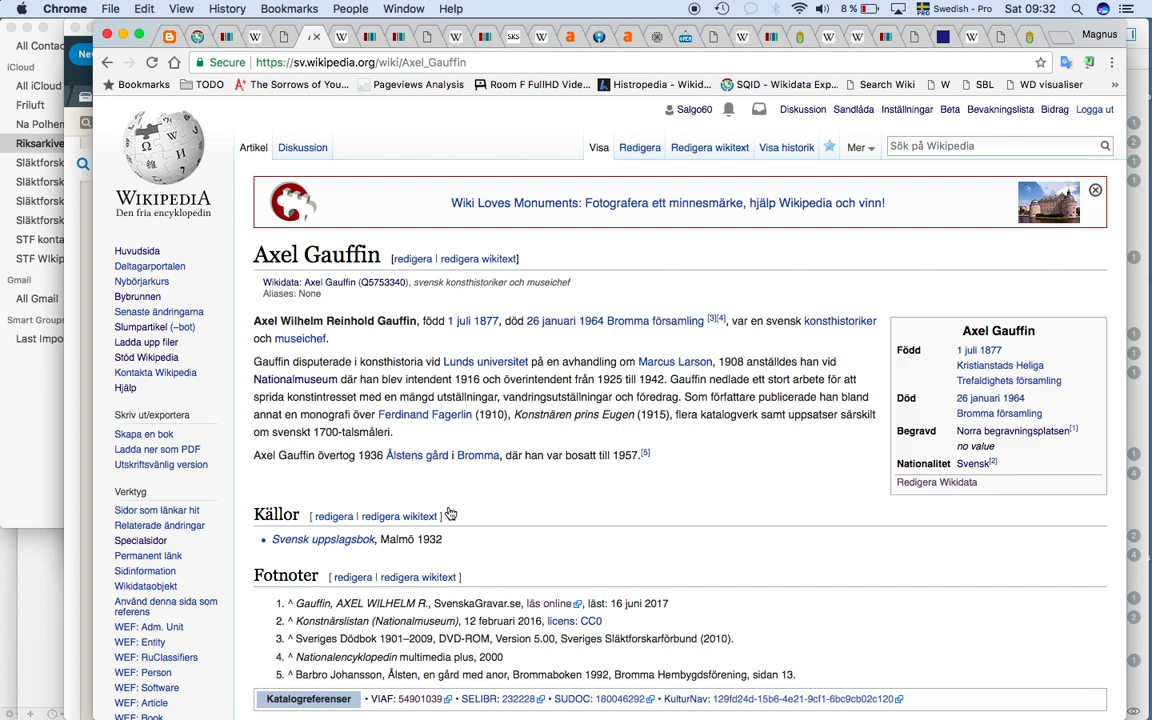 Chrome File Edit View History Bookmarks People Window Help 8 % Swedish - Pro Sat 09:32
Magnus
Secure https://sv.wikipedia.org/wiki/Axel_Gauffin
Bookmarks TODO The Sorrows of You... Pageviews Analysis Room F FullHD Vide... Histropedia - Wikid... SQID - Wikidata Exp... Search Wiki W SBL WD visualiser »
All Contac
iCloud
All iCloud
Friluft
Na Polhem
Riksarkive
Släktforsk
Släktforsk
Släktforsk
Släktforsk
STF konta
STF WIkip
Gmail
All Gmail
Smart Groups
Last Impo
Ne
WIKIPEDIA
Den fria encyklopedin
Salgo60 Diskussion Sandlåda Inställningar Beta Bevakningslista Bidrag Logga ut
Artikel Diskussion Visa Redigera Redigera wikitext Visa historik Mer Sök på Wikipedia
Wiki Loves Monuments: Fotografera ett minnesmärke, hjälp Wikipedia och vinn!
Huvudsida
Deltagarportalen
Nybörjarkurs
Bybrunnen
Senaste ändringarna
Slumpartikel (–bot)
Ladda upp filer
Stöd Wikipedia
Kontakta Wikipedia
Hjälp
Skriv ut/exportera
Skapa en bok
Ladda ner som PDF
Utskriftsvänlig version
Verktyg
Sidor som länkar hit
Relaterade ändringar
Specialsidor
Permanent länk
Sidinformation
Wikidataobjekt
Använd denna sida som
referens
WEF: Adm. Unit
WEF: Entity
WEF: RuClassifiers
WEF: Person
WEF: Software
WEF: Article
WEF: Book
Axel Gauffin [redigera | redigera wikitext]
Wikidata: Axel Gauffin (Q5753340), svensk konsthistoriker och museichef
Aliases: None
Axel Wilhelm Reinhold Gauffin, född 1 juli 1877, död 26 januari 1964 Bromma församling [3][4], var en svensk konsthistoriker
och museichef.
Gauffin disputerade i konsthistoria vid Lunds universitet på en avhandling om Marcus Larson, 1908 anställdes han vid
Nationalmuseum där han blev intendent 1916 och överintendent från 1925 till 1942. Gauffin nedlade ett stort arbete för att
sprida konstintresset med en mängd utställningar, vandringsutställningar och föredrag. Som författare publicerade han bland
annat en monografi över Ferdinand Fagerlin (1910), Konstnären prins Eugen (1915), flera katalogverk samt uppsatser särskilt
om svenskt 1700-talsmåleri.
Axel Gauffin övertog 1936 Ålstens gård i Bromma, där han var bosatt till 1957.[5]
Axel Gauffin
Född 1 juli 1877
Kristianstads Heliga
Trefaldighets församling
Död 26 januari 1964
Bromma församling
Begravd Norra begravningsplatsen[1]
no value
Nationalitet Svensk[2]
Redigera Wikidata
Källor [ redigera | redigera wikitext ]
• Svensk uppslagsbok, Malmö 1932
Fotnoter [ redigera | redigera wikitext ]
1. ^ Gauffin, AXEL WILHELM R., SvenskaGravar.se, läs online, läst: 16 juni 2017
2. ^ Konstnärslistan (Nationalmuseum), 12 februari 2016, licens: CC0
3. ^ Sveriges Dödbok 1901–2009, DVD-ROM, Version 5.00, Sveriges Släktforskarförbund (2010).
4. ^ Nationalencyklopedin multimedia plus, 2000
5. ^ Barbro Johansson, Ålsten, en gård med anor, Brommaboken 1992, Bromma Hembygdsförening, sidan 13.
Katalogreferenser • VIAF: 54901039 • SELIBR: 232228 • SUDOC: 180046292 • KulturNav: 129fd24d-15b6-4e21-9cf1-6bc9cb02c120